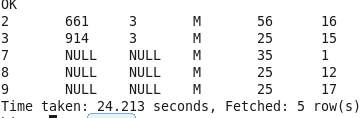 OK
2 661 3 M 56 16
3 914 3 M 25 15
7 NULL NULL M 35 1
8 NULL NULL M 25 12
9 NULL NULL M 25 17
Time taken: 24.213 seconds, Fetched: 5 row(s)